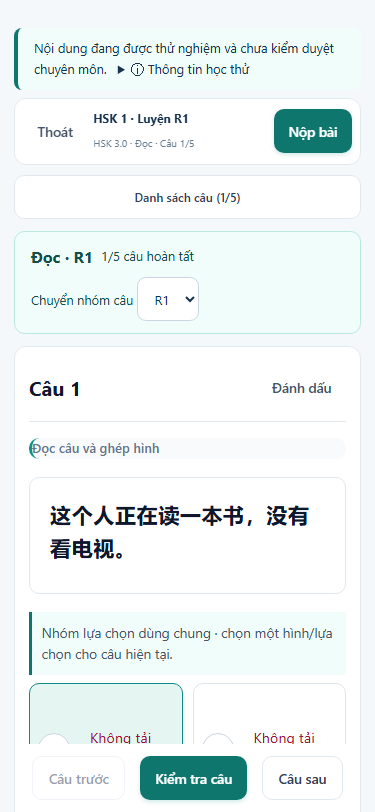 Nội dung đang được thử nghiệm và chưa kiểm duyệt
chuyên môn. ▶ ⓘ Thông tin học thử
Thoát
HSK 1 · Luyện R1
HSK 3.0 · Đọc · Câu 1/5
Nộp bài
Danh sách câu (1/5)
Đọc · R1 1/5 câu hoàn tất
Chuyển nhóm câu R1
Câu 1
Đánh dấu
Đọc câu và ghép hình
这个人正在读一本书，没有
看电视。
Nhóm lựa chọn dùng chung · chọn một hình/lựa
chọn cho câu hiện tại.
Không tải
Không tải
Câu trước
Kiểm tra câu
Câu sau